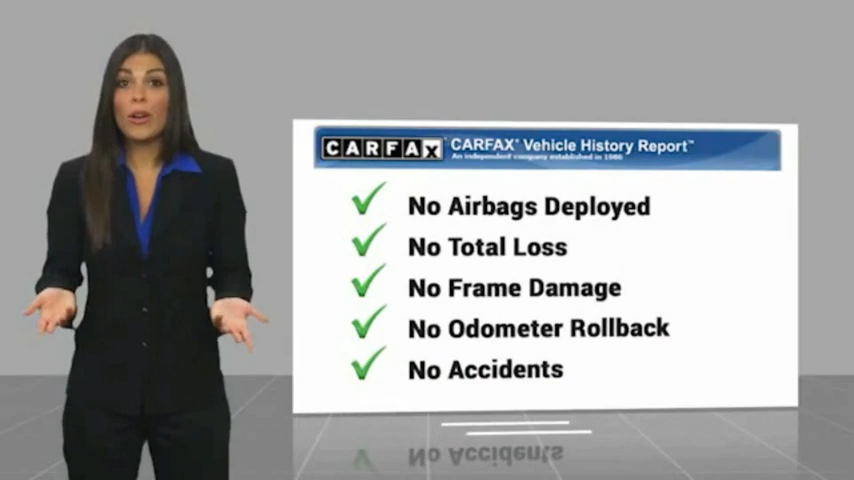 CARFAX CARFAX® Vehicle History Report™
An independent company established in 1986
No Airbags Deployed
No Total Loss
No Frame Damage
No Odometer Rollback
No Accidents
No Accidents